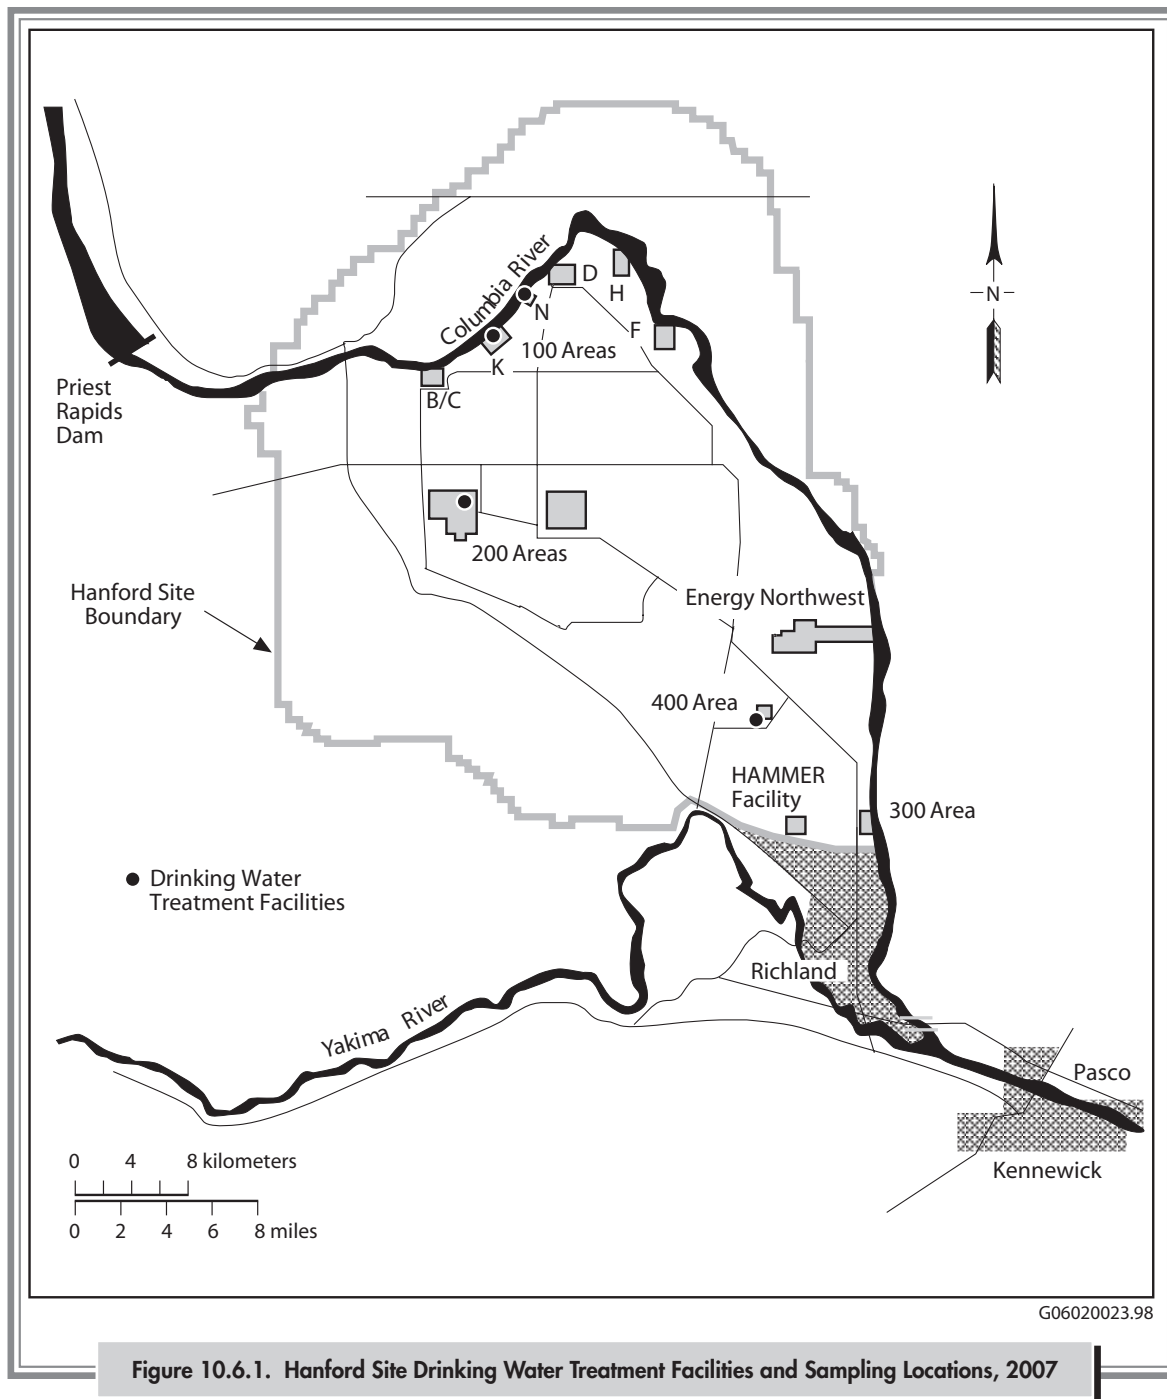 Columbia River
D
H
N
N
F
100 Areas
K
Priest
Rapids
Dam
B/C
200 Areas
Hanford Site
Boundary
Energy Northwest
400 Area
HAMMER
Facility
300 Area
Drinking Water
Treatment Facilities
Richland
Yakima River
Pasco
Kennewick
0 4 8 kilometers
0 2 4 6 8 miles
G06020023.98
Figure 10.6.1. Hanford Site Drinking Water Treatment Facilities and Sampling Locations, 2007